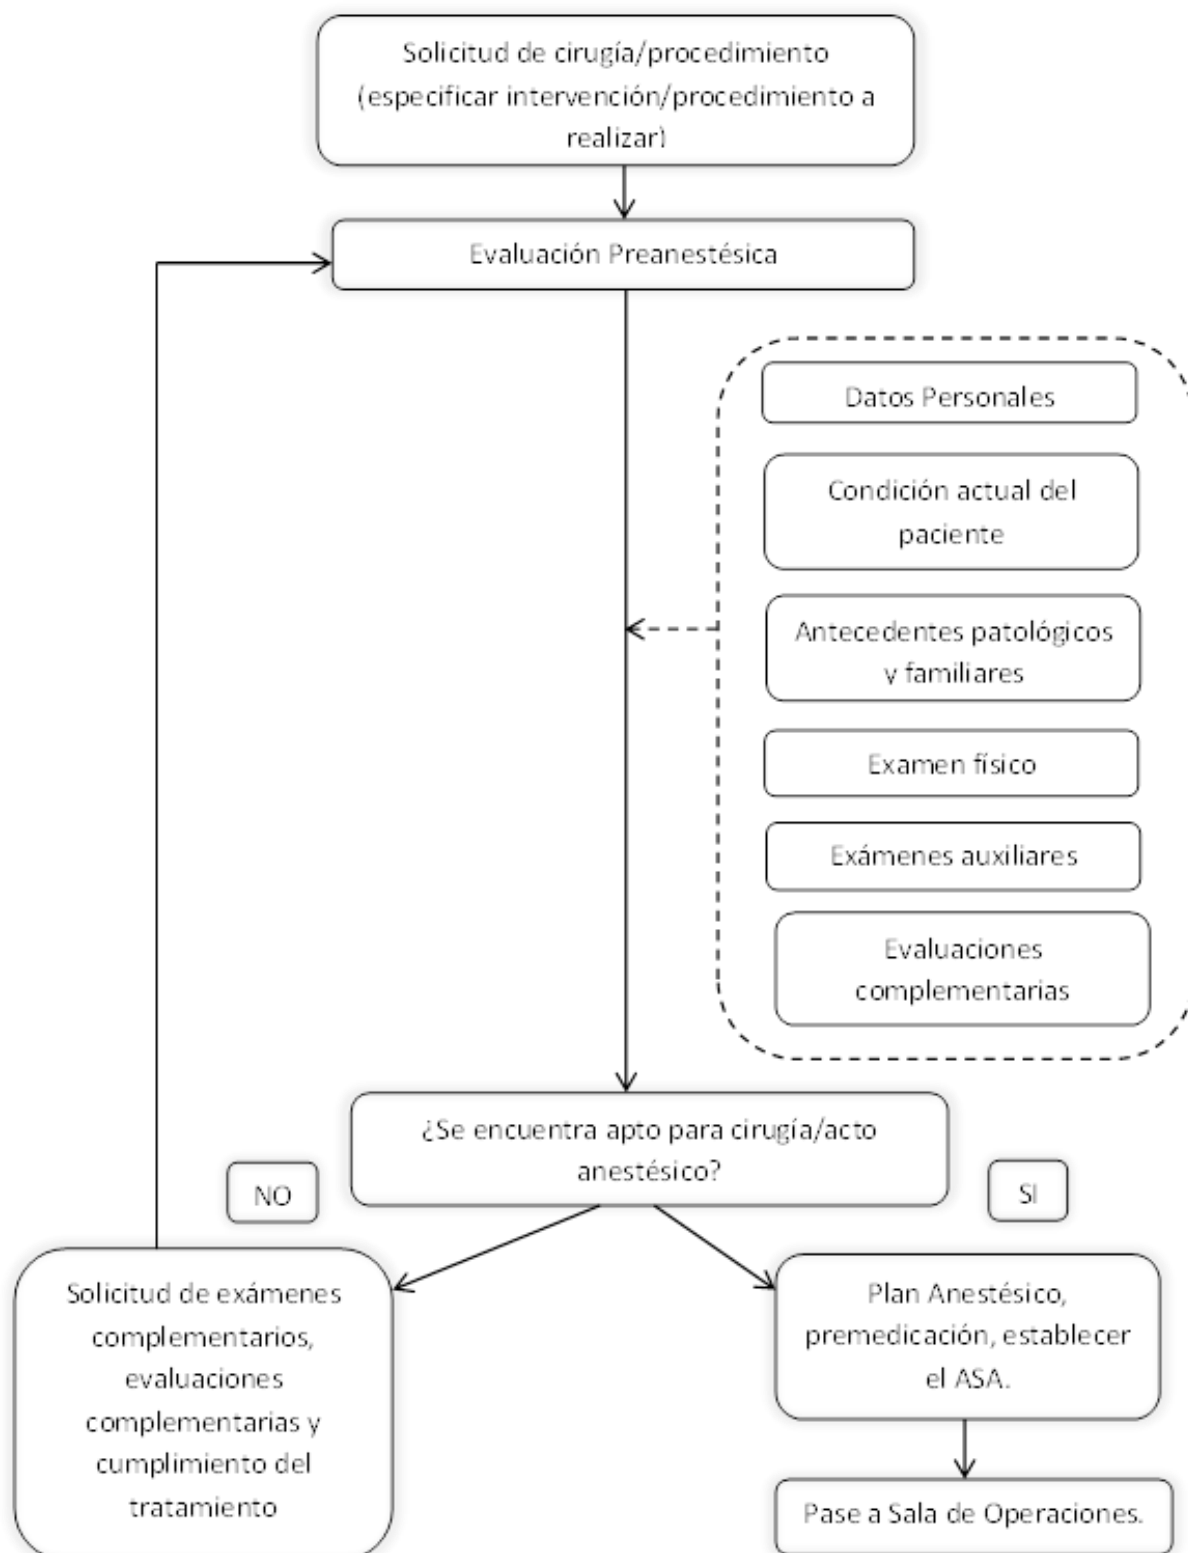 Solicitud de cirugía/procedimiento
(especificar intervención/procedimiento a
realizar)
Evaluación Preanestésica
Datos Personales
Condición actual del
paciente
Antecedentes patológicos
y familiares
Examen físico
Exámenes auxiliares
Evaluaciones
complementarias
¿Se encuentra apto para cirugía/acto
anestésico?
NO
SI
Solicitud de exámenes
complementarios,
evaluaciones
complementarias y
cumplimiento del
tratamiento
Plan Anestésico,
premedicación, establecer
el ASA.
Pase a Sala de Operaciones.